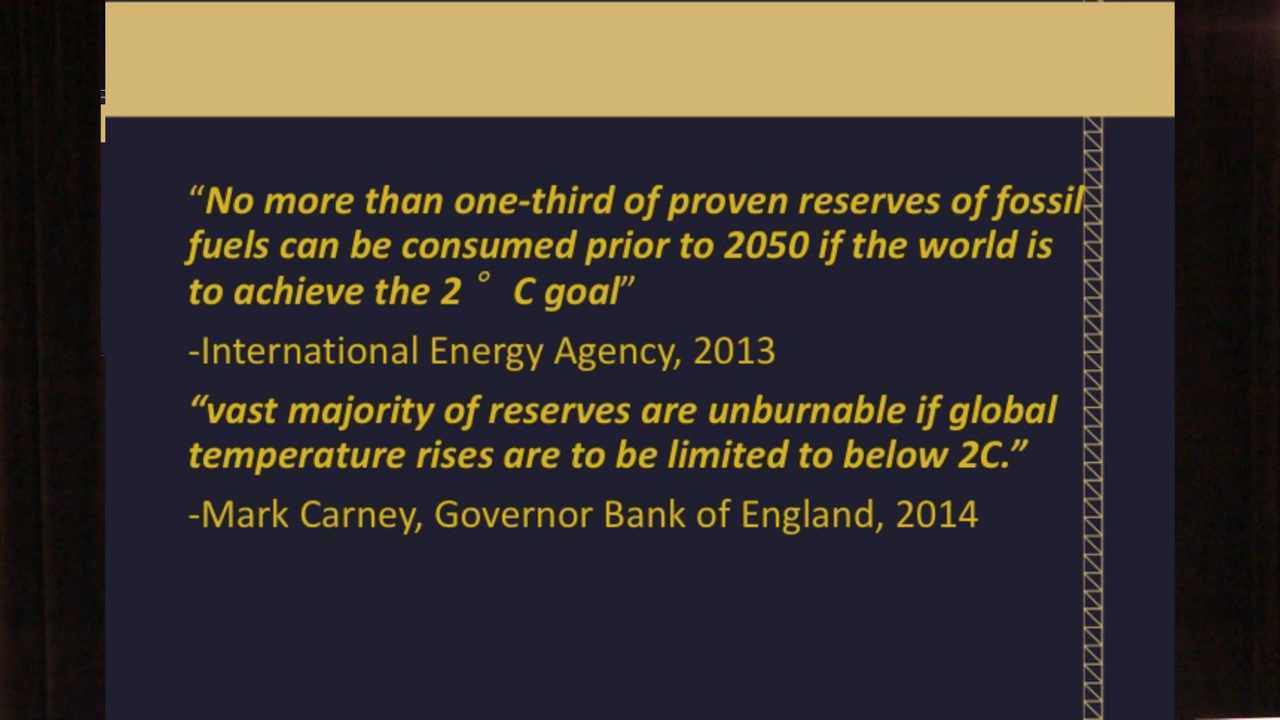 “No more than one-third of proven reserves of fossil
fuels can be consumed prior to 2050 if the world is
to achieve the 2 ° C goal”
-International Energy Agency, 2013
“vast majority of reserves are unburnable if global
temperature rises are to be limited to below 2C.”
-Mark Carney, Governor Bank of England, 2014